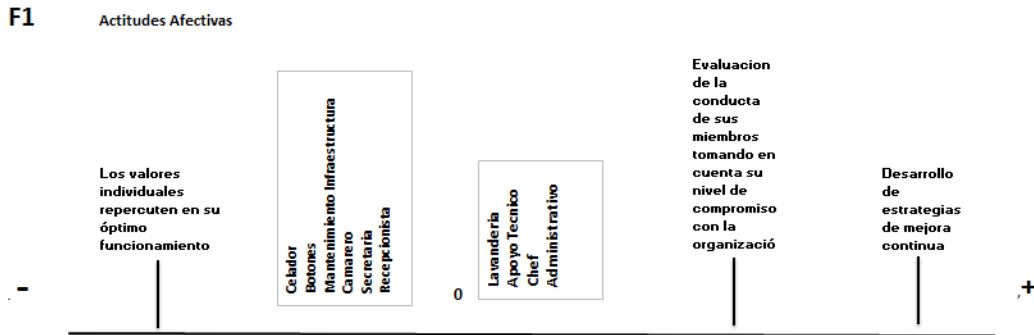 F1
Actitudes Afectivas
Los valores
individuales
repercuten en su
óptimo
funcionamiento
Celador
Botones
Mantenimiento Infraestructura
Camarero
Secretaria
Recepcionista
Lavanderia
Apoyo Tecnico
Chef
Administrativo
Evaluacion
de la
conducta
de sus
miembros
tomando en
cuenta su
nivel de
compromiso
con la
organizació
Desarrollo
de
estrategias
de mejora
continua
-
0
+